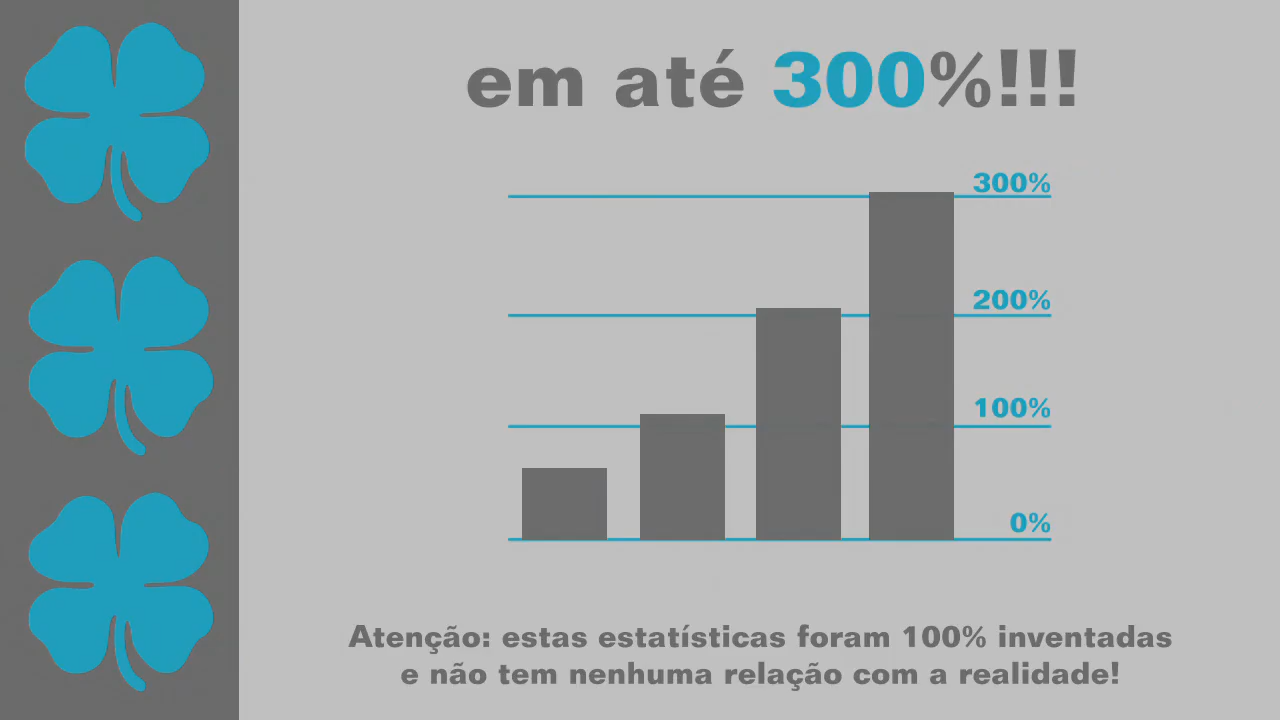 em até 300%!!!
300%
200%
100%
0%
Atenção: estas estatísticas foram 100% inventadas
e não tem nenhuma relação com a realidade!